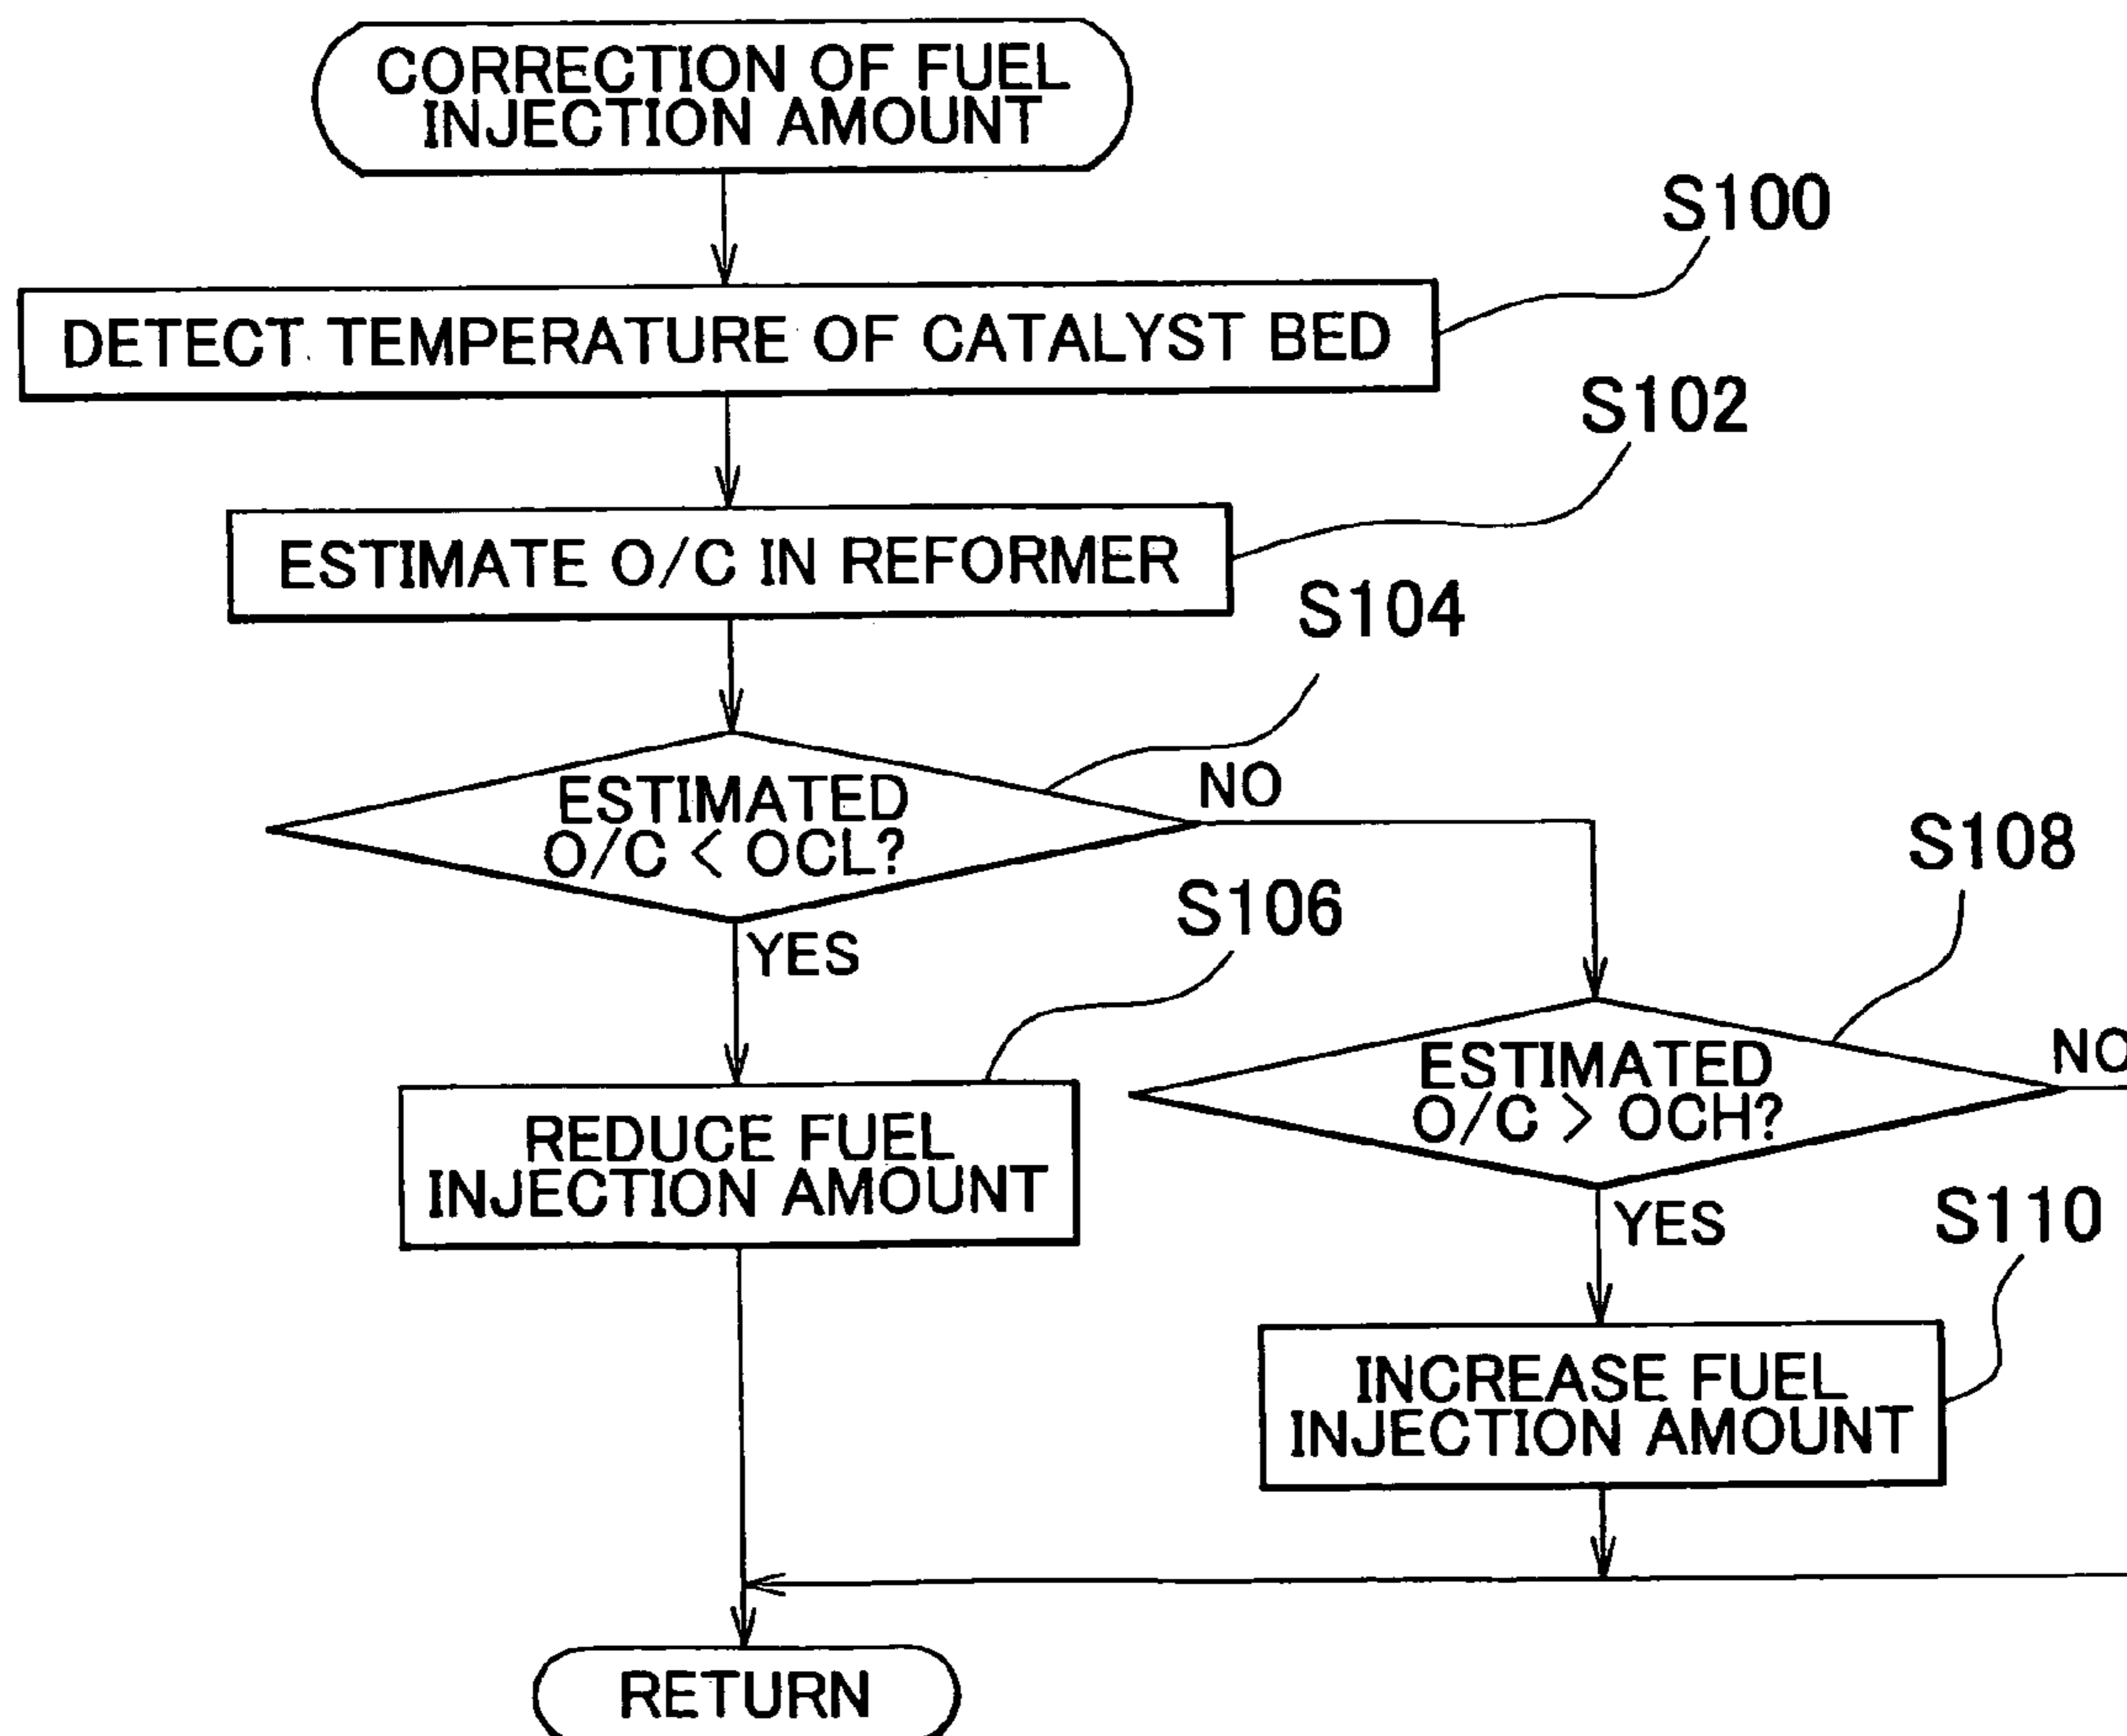 CORRECTION OF FUEL
INJECTION AMOUNT
S100
DETECT TEMPERATURE OF CATALYST BED
S102
ESTIMATE O/C IN REFORMER
S104
ESTIMATED
O/C < OCL?
NO
YES
S106
REDUCE FUEL
INJECTION AMOUNT
S108
ESTIMATED
O/C > OCH?
NO
YES
S110
INCREASE FUEL
INJECTION AMOUNT
RETURN